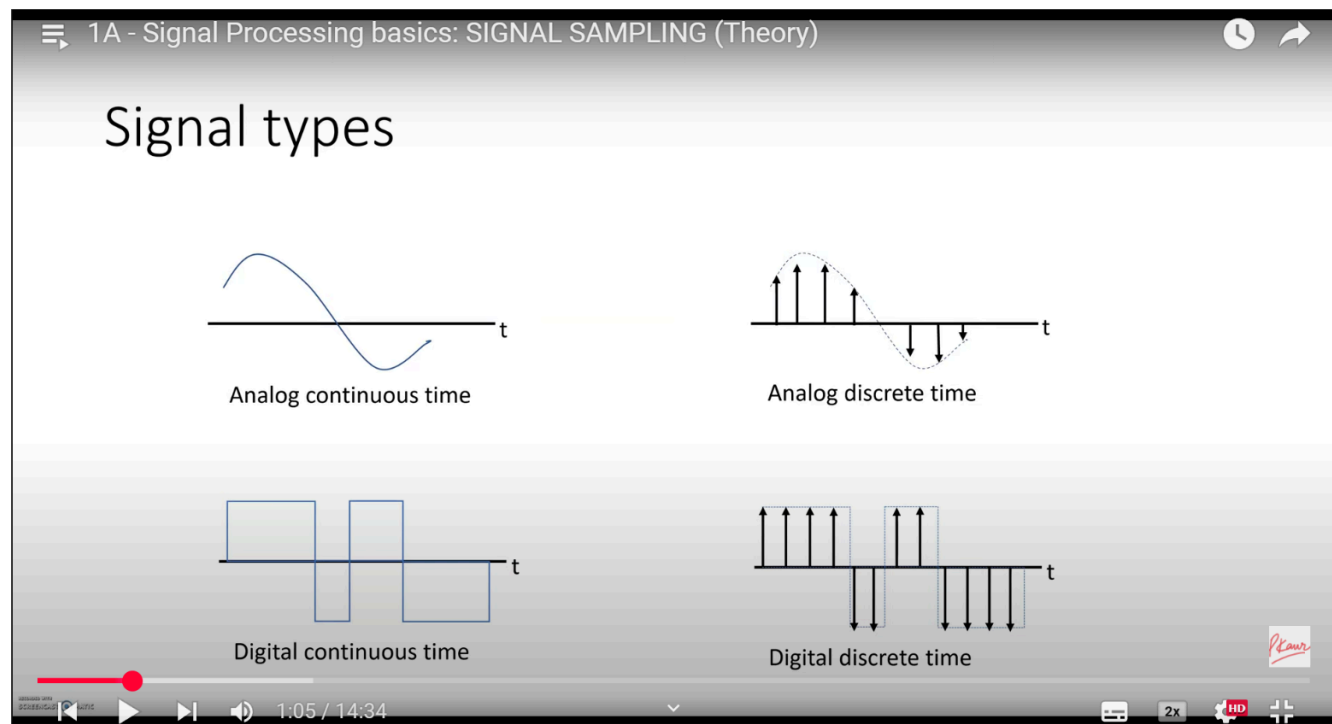 1A - Signal Processing basics: SIGNAL SAMPLING (Theory)
Signal types
t
Analog continuous time
t
Analog discrete time
t
Digital continuous time
t
Digital discrete time
PKaur
1:05 / 14:34
2x
HD